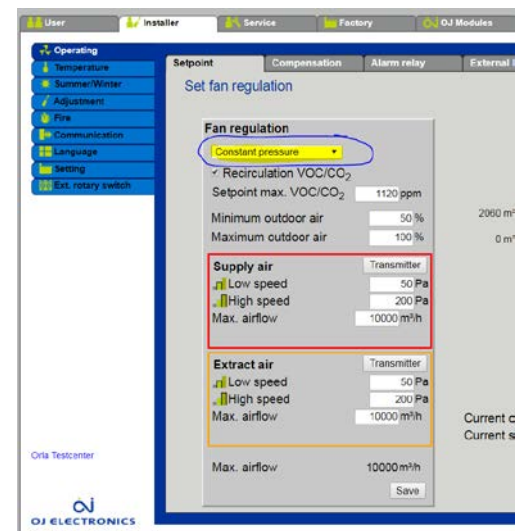 User Installer Service Factory OJ Modules
Operating
Temperature
Summer/Winter
Adjustment
Fire
Communication
Language
Setting
Ext. rotary switch
Setpoint Compensation Alarm relay External
Set fan regulation
Fan regulation
Constant pressure
Recirculation VOC/CO2
Setpoint max. VOC/CO2 1120 ppm
Minimum outdoor air 50 %
Maximum outdoor air 100 %
2060 m³
0 m³
Supply air Transmitter
Low speed 50 Pa
High speed 200 Pa
Max. airflow 10000 m³/h
Extract air Transmitter
Low speed 50 Pa
High speed 200 Pa
Max. airflow 10000 m³/h
Current
Current
Max. airflow 10000 m³/h
Save
Orla Testcenter
OJ ELECTRONICS